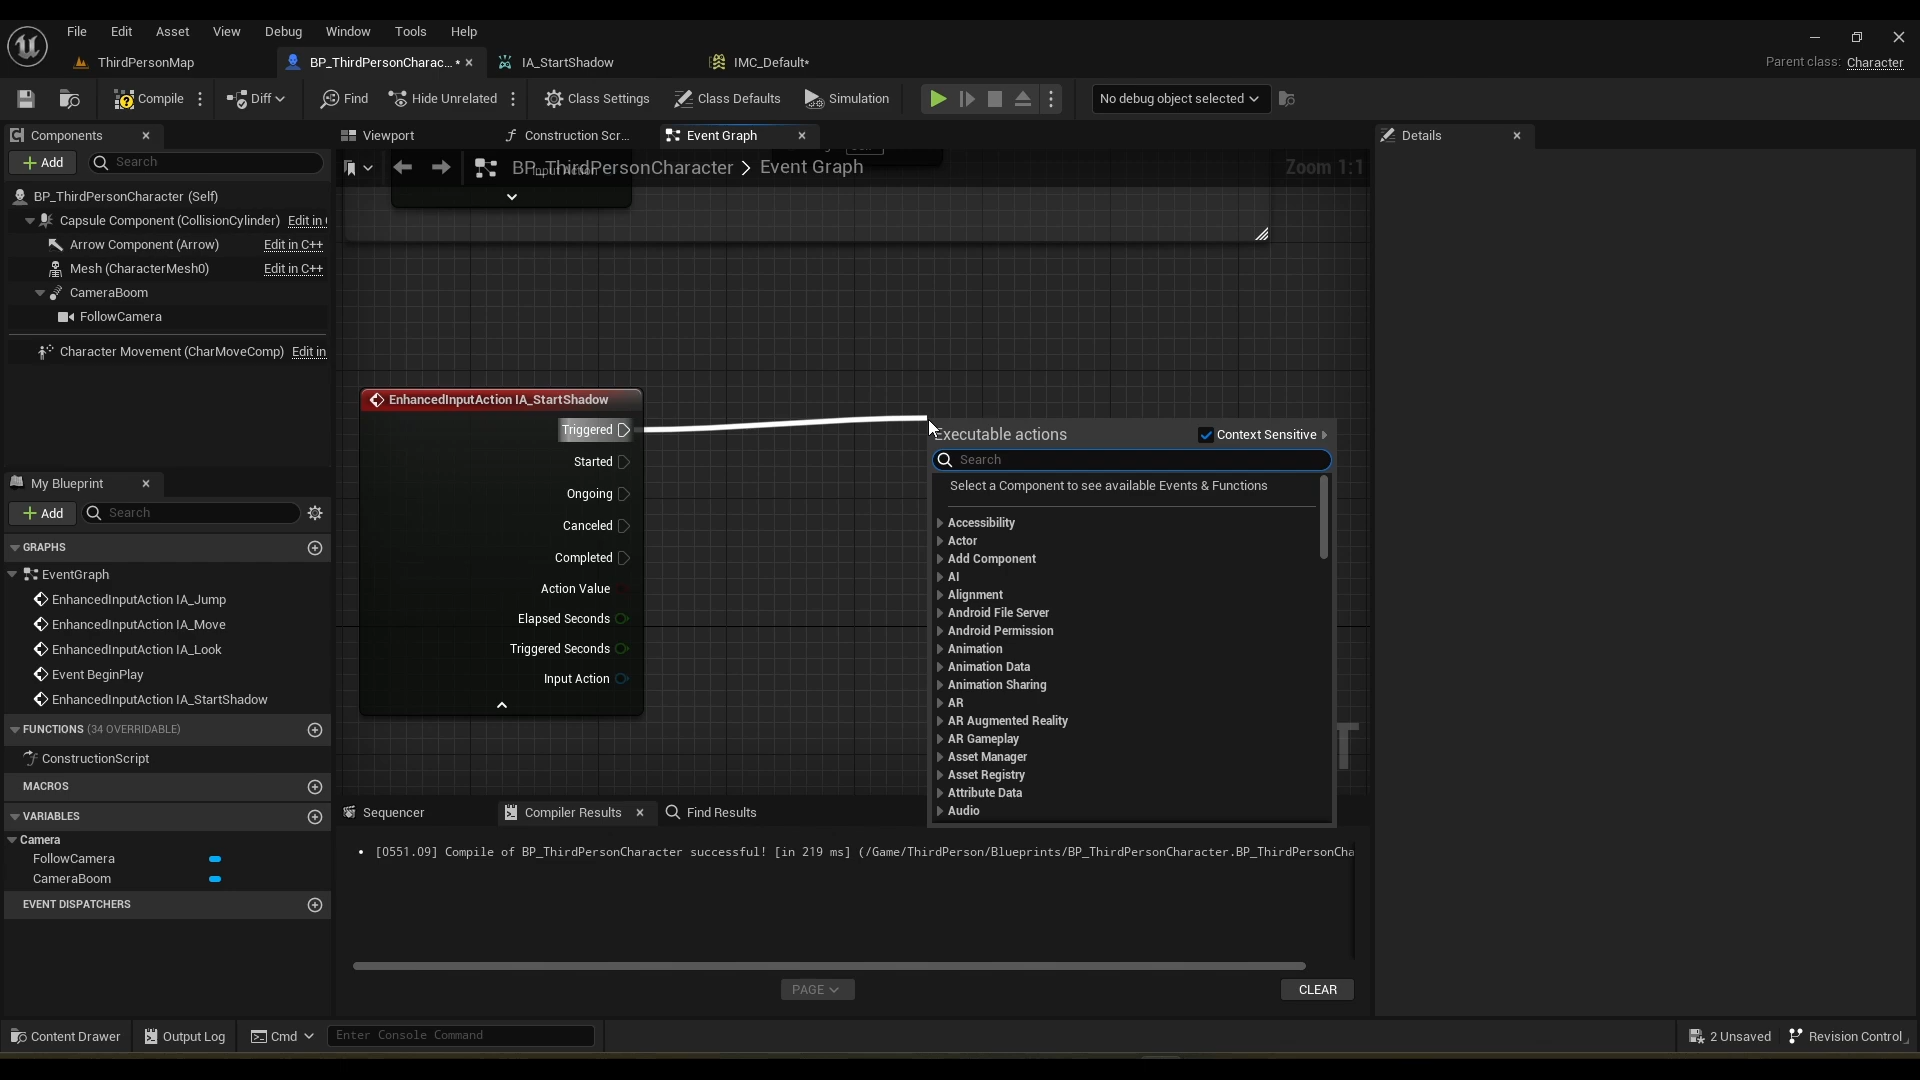 File Edit Asset View Debug Window Tools Help
ThirdPersonMap BP_ThirdPersonCharac... • IA_StartShadow IMC_Default* Parent class: Character
Compile Diff Find Hide Unrelated Class Settings Class Defaults Simulation No debug object selected
Components Viewport Construction Scr... Event Graph Details
Add Search BP_ThirdPersonCharacter > Event Graph Zoom 1:1
Input Action
BP_ThirdPersonCharacter (Self)
Capsule Component (CollisionCylinder) Edit in
Arrow Component (Arrow) Edit in C++
Mesh (CharacterMesh0) Edit in C++
CameraBoom
FollowCamera
Character Movement (CharMoveComp) Edit in
EnhancedInputAction IA_StartShadow
Triggered
Started
Ongoing
Canceled
Completed
Action Value
Elapsed Seconds
Triggered Seconds
Input Action
Executable actions Context Sensitive
Search
Select a Component to see available Events & Functions
Accessibility
Actor
Add Component
AI
Alignment
Android File Server
Android Permission
Animation
Animation Data
Animation Sharing
AR
AR Augmented Reality
AR Gameplay
Asset Manager
Asset Registry
Attribute Data
Audio
My Blueprint
Add Search
GRAPHS
EventGraph
EnhancedInputAction IA_Jump
EnhancedInputAction IA_Move
EnhancedInputAction IA_Look
Event BeginPlay
EnhancedInputAction IA_StartShadow
FUNCTIONS (34 OVERRIDABLE)
ConstructionScript
MACROS
VARIABLES
Camera
FollowCamera
CameraBoom
EVENT DISPATCHERS
Sequencer Compiler Results Find Results
• [0551.09] Compile of BP_ThirdPersonCharacter successful! [in 219 ms] (/Game/ThirdPerson/Blueprints/BP_ThirdPersonCharacter.BP_ThirdPersonCha
PAGE CLEAR
Content Drawer Output Log Cmd Enter Console Command 2 Unsaved Revision Control